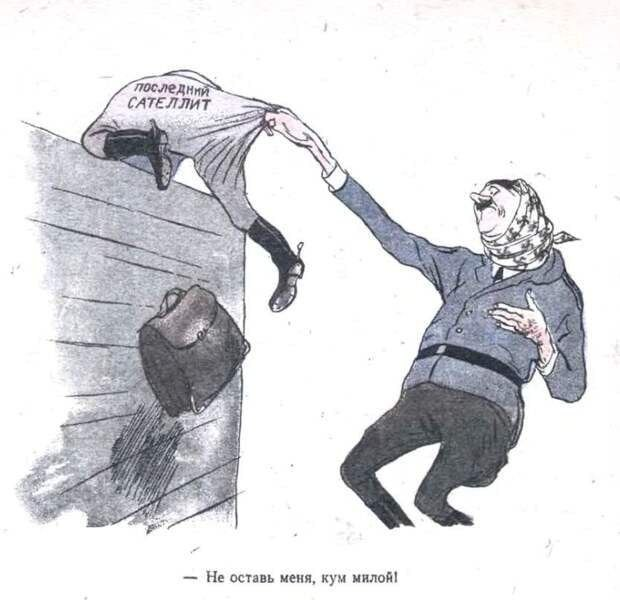 последний
САТЕЛЛИТ
— Не оставь меня, кум милой!